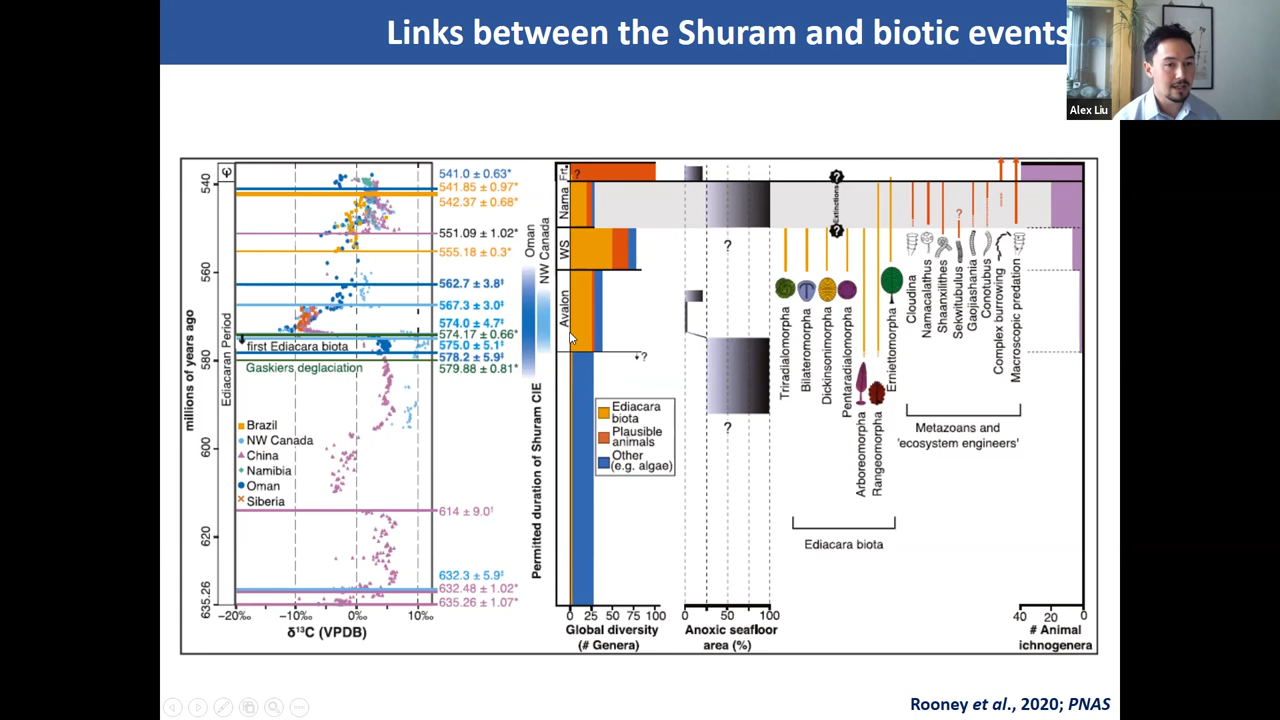 Links between the Shuram and biotic events
Alex Liu
millions of years ago
540
560
580
600
620
635.26
Ediacaran Period
541.0 ± 0.63*
541.85 ± 0.97*
542.37 ± 0.68*
551.09 ± 1.02*
555.18 ± 0.3*
562.7 ± 3.8‡
567.3 ± 3.0‡
574.0 ± 4.7‡
574.17 ± 0.66*
575.0 ± 5.1‡
578.2 ± 5.9‡
579.88 ± 0.81*
614 ± 9.0†
632.3 ± 5.9‡
632.48 ± 1.02*
635.26 ± 1.07*
first Ediacara biota
Gaskiers deglaciation
Brazil
NW Canada
China
Namibia
Oman
Siberia
−20‰
−10‰
0‰
10‰
δ¹³C (VPDB)
Permitted duration of Shuram CIE
Oman
NW Canada
Frt.
Nama
WS
Avalon
?
?
Ediacara
biota
Plausible
animals
Other
(e.g. algae)
0 25 50 75 100
Global diversity
(# Genera)
?
?
0 50 100
Anoxic seafloor
area (%)
?
Extinctions
?
Triradialomorpha
Bilateromorpha
Dickinsonimorpha
Pentaradialomorpha
Arboreomorpha
Rangeomorpha
Erniettomorpha
Ediacara biota
?
Cloudina
Namacalathus
Shaanxilithes
Sekwitubulus
Gaojiashania
Conotubus
Complex burrowing
Macroscopic predation
Metazoans and
'ecosystem engineers'
40 20 0
# Animal
ichnogenera
Rooney et al., 2020; PNAS